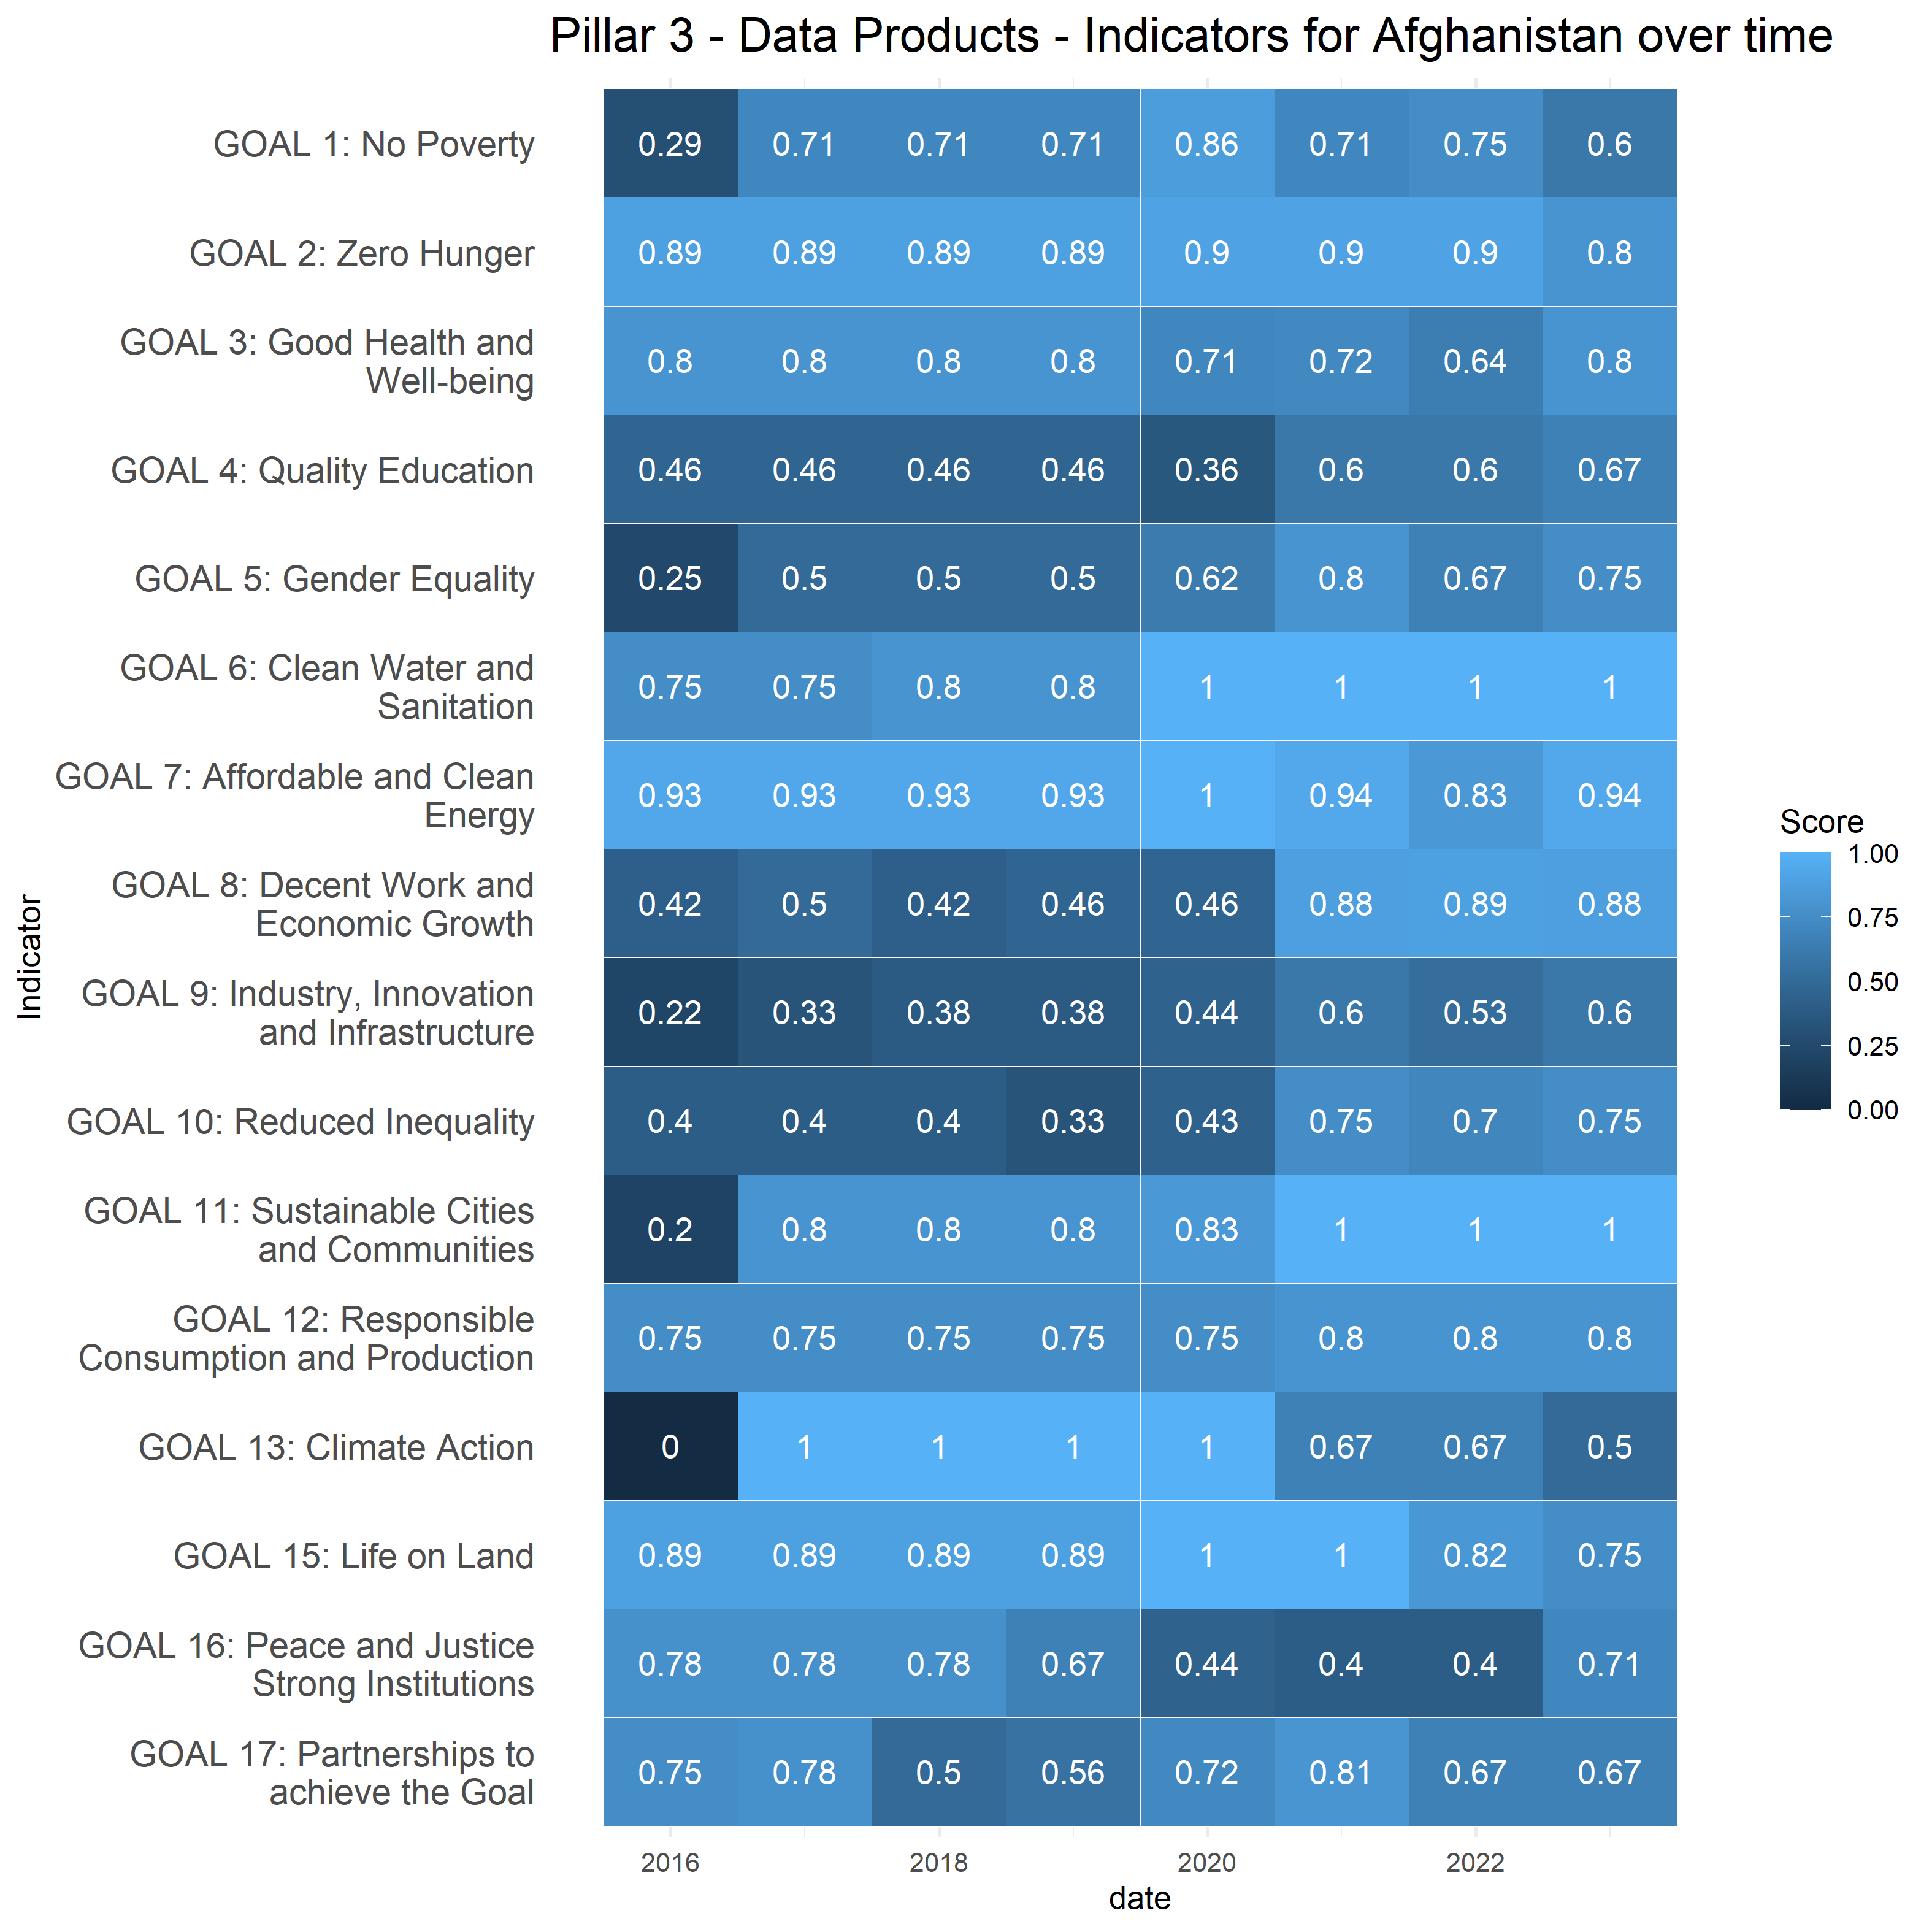 Pillar 3 - Data Products - Indicators for Afghanistan over time
GOAL 1: No Poverty
0.29 0.71 0.71 0.71 0.86 0.71 0.75 0.6
GOAL 2: Zero Hunger
0.89 0.89 0.89 0.89 0.9 0.9 0.9 0.8
GOAL 3: Good Health and
Well-being
0.8 0.8 0.8 0.8 0.71 0.72 0.64 0.8
GOAL 4: Quality Education
0.46 0.46 0.46 0.46 0.36 0.6 0.6 0.67
GOAL 5: Gender Equality
0.25 0.5 0.5 0.5 0.62 0.8 0.67 0.75
GOAL 6: Clean Water and
Sanitation
0.75 0.75 0.8 0.8 1 1 1 1
GOAL 7: Affordable and Clean
Energy
0.93 0.93 0.93 0.93 1 0.94 0.83 0.94
GOAL 8: Decent Work and
Economic Growth
0.42 0.5 0.42 0.46 0.46 0.88 0.89 0.88
GOAL 9: Industry, Innovation
and Infrastructure
0.22 0.33 0.38 0.38 0.44 0.6 0.53 0.6
GOAL 10: Reduced Inequality
0.4 0.4 0.4 0.33 0.43 0.75 0.7 0.75
GOAL 11: Sustainable Cities
and Communities
0.2 0.8 0.8 0.8 0.83 1 1 1
GOAL 12: Responsible
Consumption and Production
0.75 0.75 0.75 0.75 0.75 0.8 0.8 0.8
GOAL 13: Climate Action
0 1 1 1 1 0.67 0.67 0.5
GOAL 15: Life on Land
0.89 0.89 0.89 0.89 1 1 0.82 0.75
GOAL 16: Peace and Justice
Strong Institutions
0.78 0.78 0.78 0.67 0.44 0.4 0.4 0.71
GOAL 17: Partnerships to
achieve the Goal
0.75 0.78 0.5 0.56 0.72 0.81 0.67 0.67
2016 2018 2020 2022
date
Indicator
Score
1.00
0.75
0.50
0.25
0.00